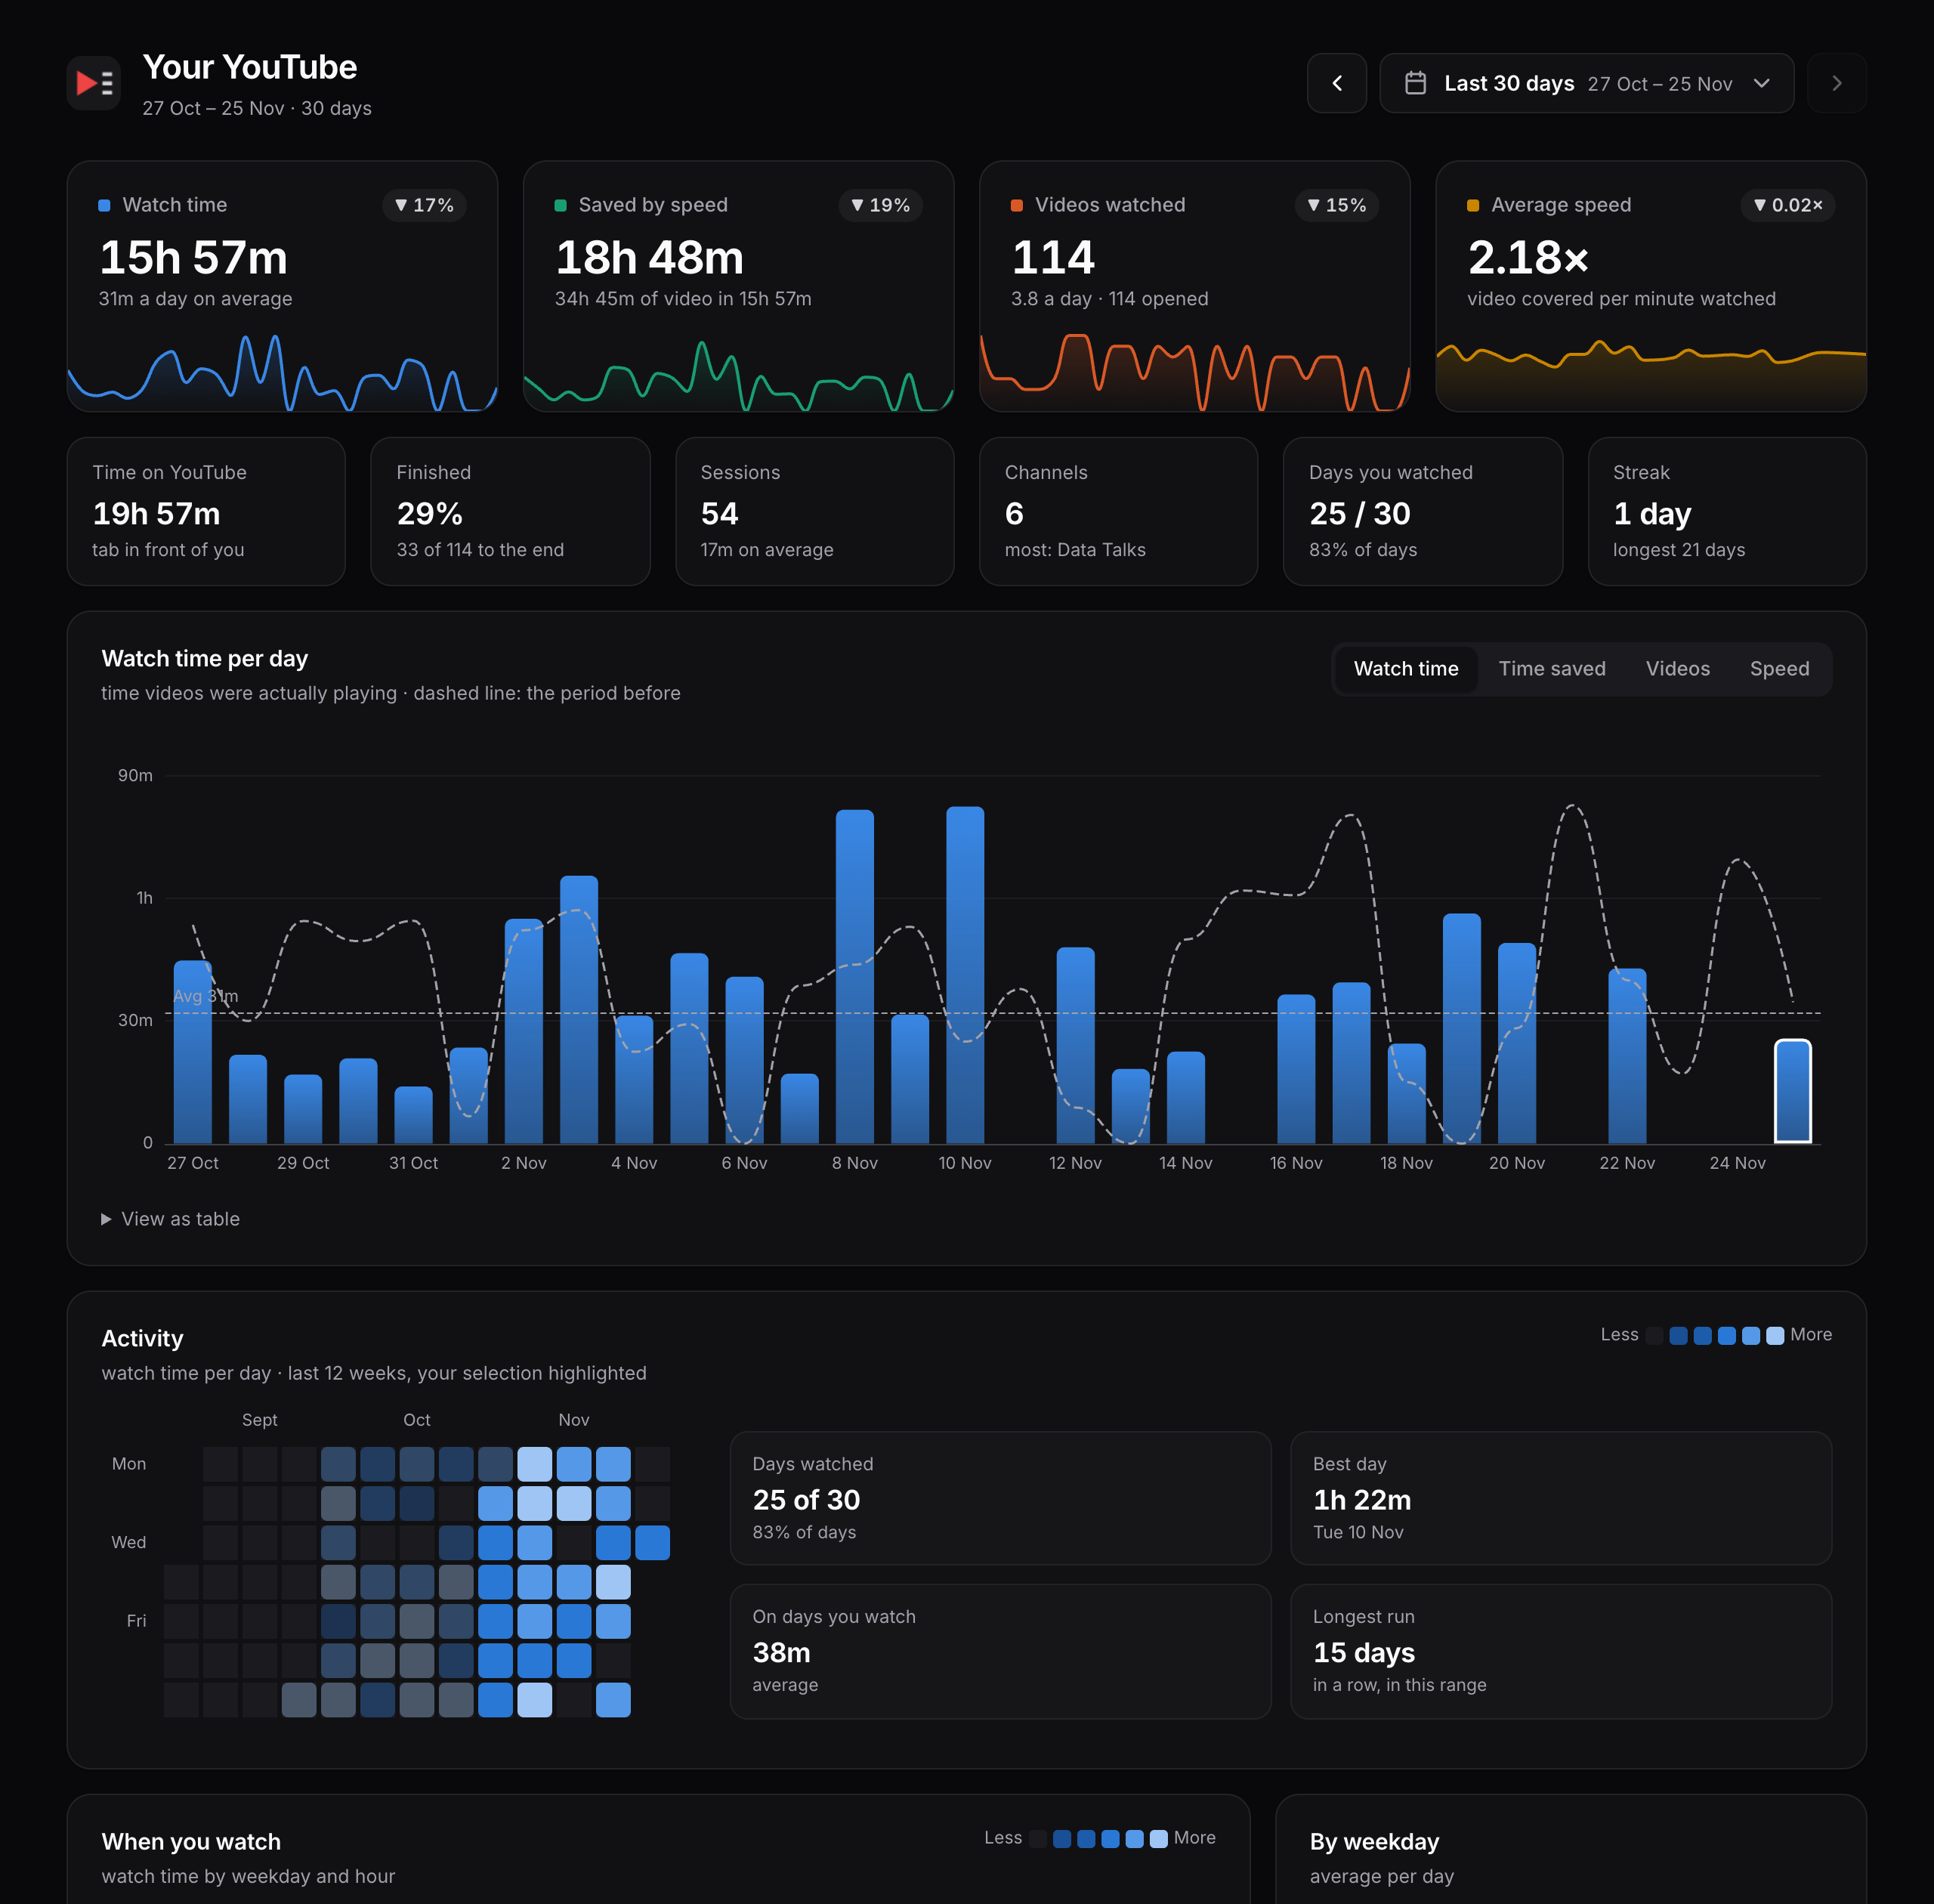 Your YouTube
27 Oct – 25 Nov · 30 days
Last 30 days 27 Oct – 25 Nov
Watch time ▼ 17%
15h 57m
31m a day on average
Saved by speed ▼ 19%
18h 48m
34h 45m of video in 15h 57m
Videos watched ▼ 15%
114
3.8 a day · 114 opened
Average speed ▼ 0.02×
2.18×
video covered per minute watched
Time on YouTube
19h 57m
tab in front of you
Finished
29%
33 of 114 to the end
Sessions
54
17m on average
Channels
6
most: Data Talks
Days you watched
25 / 30
83% of days
Streak
1 day
longest 21 days
Watch time per day
time videos were actually playing · dashed line: the period before
Watch time Time saved Videos Speed
90m
1h
Avg 31m
30m
0
27 Oct 29 Oct 31 Oct 2 Nov 4 Nov 6 Nov 8 Nov 10 Nov 12 Nov 14 Nov 16 Nov 18 Nov 20 Nov 22 Nov 24 Nov
▶ View as table
Activity
watch time per day · last 12 weeks, your selection highlighted
Less More
Sept Oct Nov
Mon
Wed
Fri
Days watched
25 of 30
83% of days
Best day
1h 22m
Tue 10 Nov
On days you watch
38m
average
Longest run
15 days
in a row, in this range
When you watch
watch time by weekday and hour
Less More
By weekday
average per day